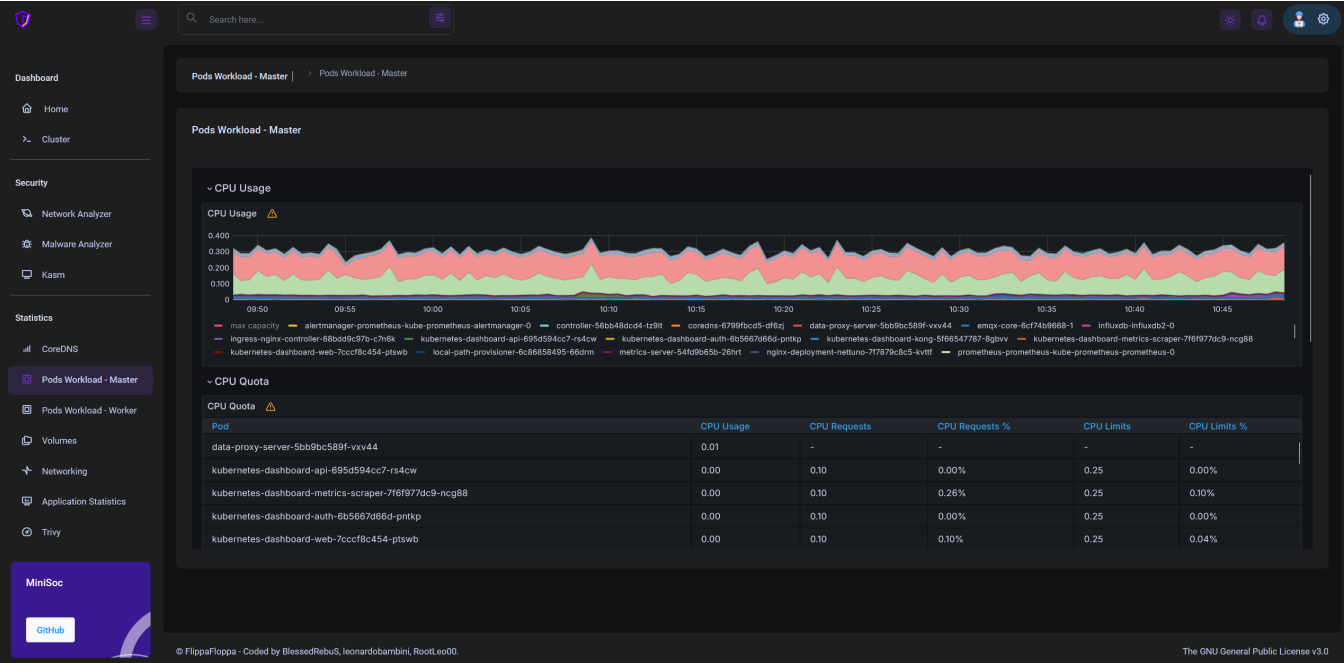 Search here...
Dashboard
Home
Cluster
Security
Network Analyzer
Malware Analyzer
Kasm
Statistics
CoreDNS
Pods Workload - Master
Pods Workload - Worker
Volumes
Networking
Application Statistics
Trivy
MiniSoc
GitHub
Pods Workload - Master | > Pods Workload - Master
Pods Workload - Master
CPU Usage
CPU Usage
0.400
0.300
0.200
0.100
0
09:50 09:55 10:00 10:05 10:10 10:15 10:20 10:25 10:30 10:35 10:40 10:45
max capacity alertmanager-prometheus-kube-prometheus-alertmanager-0 controller-56bb48dcd4-tz9lt coredns-6799fbcd5-df6zj data-proxy-server-5bb9bc589f-vxv44 emqx-core-6cf74b9668-1 influxdb-influxdb2-0
ingress-nginx-controller-68bdd9c97b-c7n6k kubernetes-dashboard-api-695d594cc7-rs4cw kubernetes-dashboard-auth-6b5667d66d-pntkp kubernetes-dashboard-kong-5f66547787-8gbvv kubernetes-dashboard-metrics-scraper-7f6f977dc9-ncg88
kubernetes-dashboard-web-7cccf8c454-ptswb local-path-provisioner-6c86858495-66drm metrics-server-54fd9b65b-26hrt nginx-deployment-nettuno-7f7879c8c5-kvttf prometheus-prometheus-kube-prometheus-prometheus-0
CPU Quota
CPU Quota
Pod CPU Usage CPU Requests CPU Requests % CPU Limits CPU Limits %
data-proxy-server-5bb9bc589f-vxv44 0.01 - - - -
kubernetes-dashboard-api-695d594cc7-rs4cw 0.00 0.10 0.00% 0.25 0.00%
kubernetes-dashboard-metrics-scraper-7f6f977dc9-ncg88 0.00 0.10 0.26% 0.25 0.10%
kubernetes-dashboard-auth-6b5667d66d-pntkp 0.00 0.10 0.00% 0.25 0.00%
kubernetes-dashboard-web-7cccf8c454-ptswb 0.00 0.10 0.10% 0.25 0.04%
© FlippaFloppa - Coded by BlessedRebuS, leonardobambini, RootLeo00.
The GNU General Public License v3.0